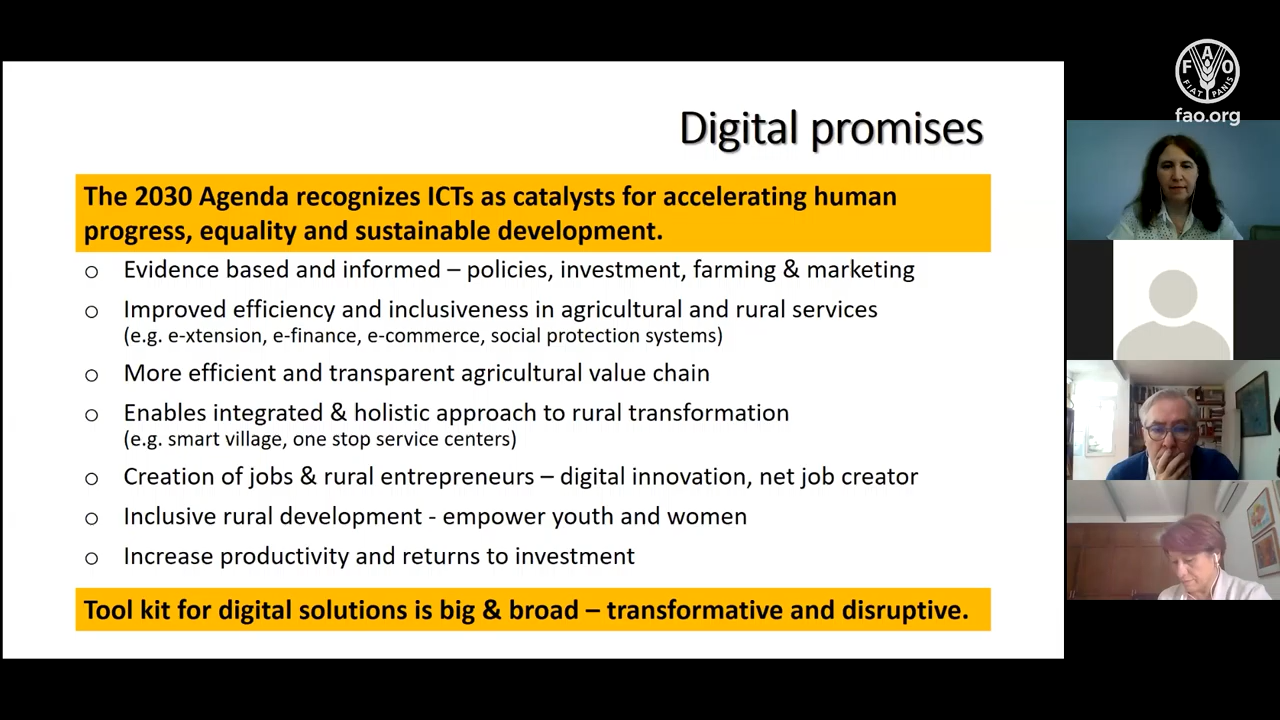 Digital promises
The 2030 Agenda recognizes ICTs as catalysts for accelerating human
progress, equality and sustainable development.
o Evidence based and informed – policies, investment, farming & marketing
o Improved efficiency and inclusiveness in agricultural and rural services
(e.g. e-xtension, e-finance, e-commerce, social protection systems)
o More efficient and transparent agricultural value chain
o Enables integrated & holistic approach to rural transformation
(e.g. smart village, one stop service centers)
o Creation of jobs & rural entrepreneurs – digital innovation, net job creator
o Inclusive rural development - empower youth and women
o Increase productivity and returns to investment
Tool kit for digital solutions is big & broad – transformative and disruptive.
FAO
FIAT PANIS
fao.org